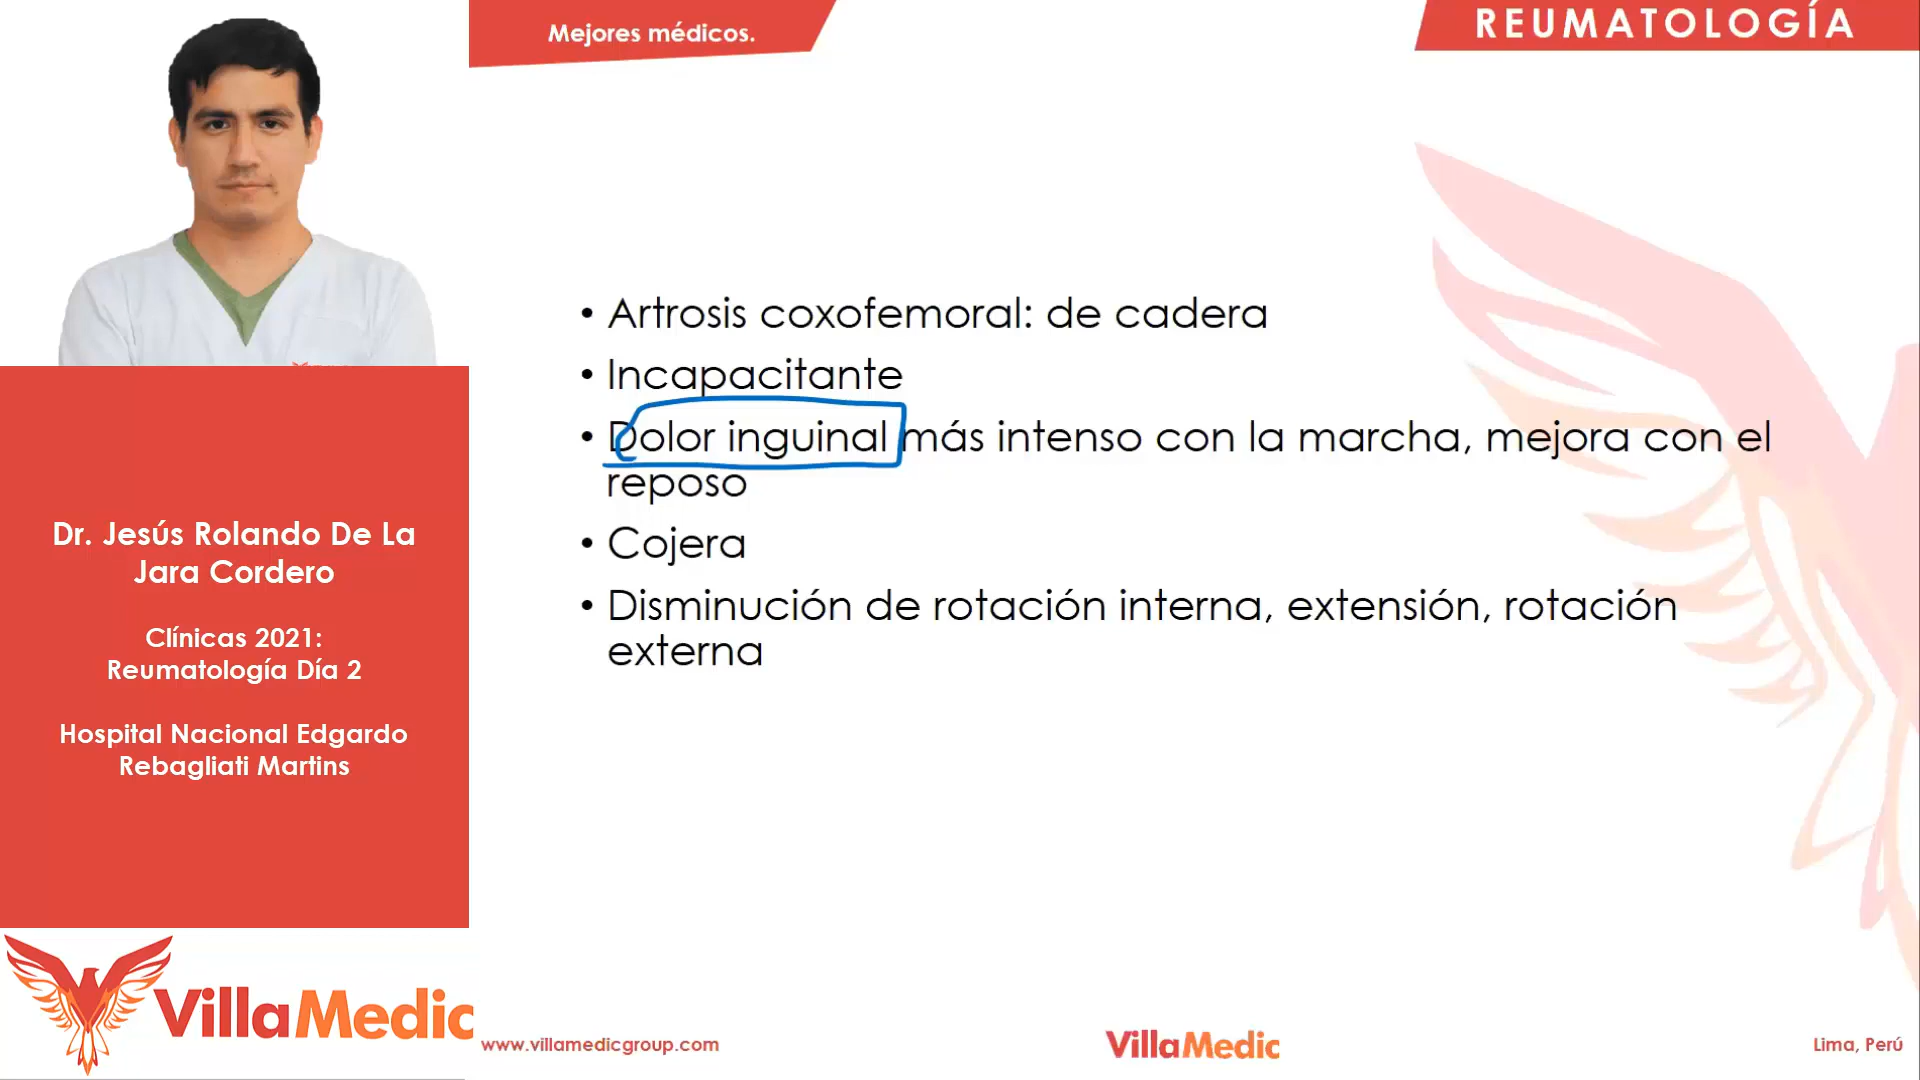 Mejores médicos.
REUMATOLOGÍA
• Artrosis coxofemoral: de cadera
• Incapacitante
• Dolor inguinal más intenso con la marcha, mejora con el
reposo
• Cojera
• Disminución de rotación interna, extensión, rotación
externa
Dr. Jesús Rolando De La
Jara Cordero
Clínicas 2021:
Reumatología Día 2
Hospital Nacional Edgardo
Rebagliati Martins
VillaMedic
www.villamedicgroup.com
VillaMedic
Lima, Perú